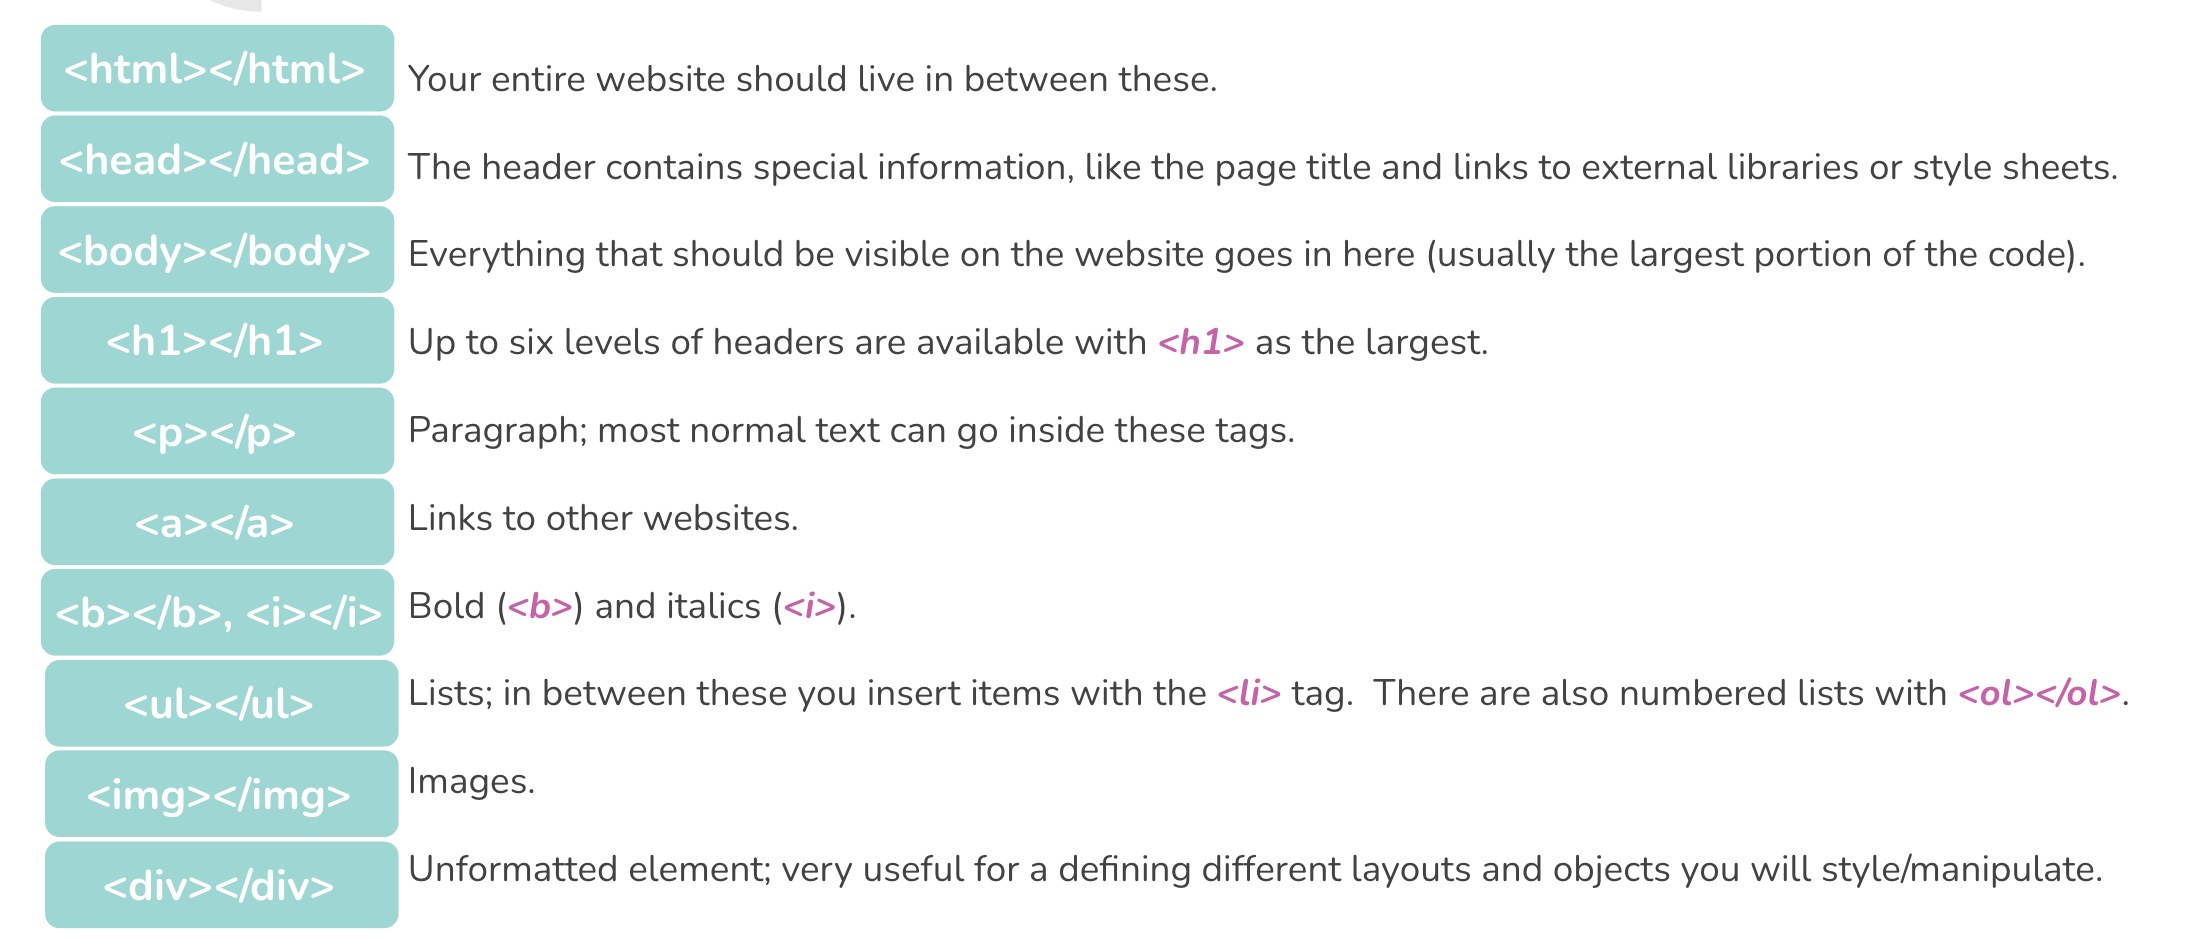 <html></html> Your entire website should live in between these.
<head></head> The header contains special information, like the page title and links to external libraries or style sheets.
<body></body> Everything that should be visible on the website goes in here (usually the largest portion of the code).
<h1></h1> Up to six levels of headers are available with <h1> as the largest.
<p></p> Paragraph; most normal text can go inside these tags.
<a></a> Links to other websites.
<b></b>, <i></i> Bold (<b>) and italics (<i>).
<ul></ul> Lists; in between these you insert items with the <li> tag.  There are also numbered lists with <ol></ol>.
<img></img> Images.
<div></div> Unformatted element; very useful for a defining different layouts and objects you will style/manipulate.